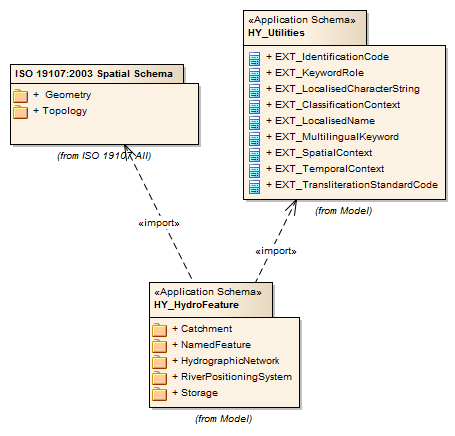 «Application Schema»
HY_Utilities
+ EXT_IdentificationCode
+ EXT_KeywordRole
+ EXT_LocalisedCharacterString
+ EXT_ClassificationContext
+ EXT_LocalisedName
+ EXT_MultilingualKeyword
+ EXT_SpatialContext
+ EXT_TemporalContext
+ EXT_TransliterationStandardCode
(from Model)
ISO 19107:2003 Spatial Schema
+ Geometry
+ Topology
(from ISO 19107 All)
«import»
«import»
«Application Schema»
HY_HydroFeature
+ Catchment
+ NamedFeature
+ HydrographicNetwork
+ RiverPositioningSystem
+ Storage
(from Model)